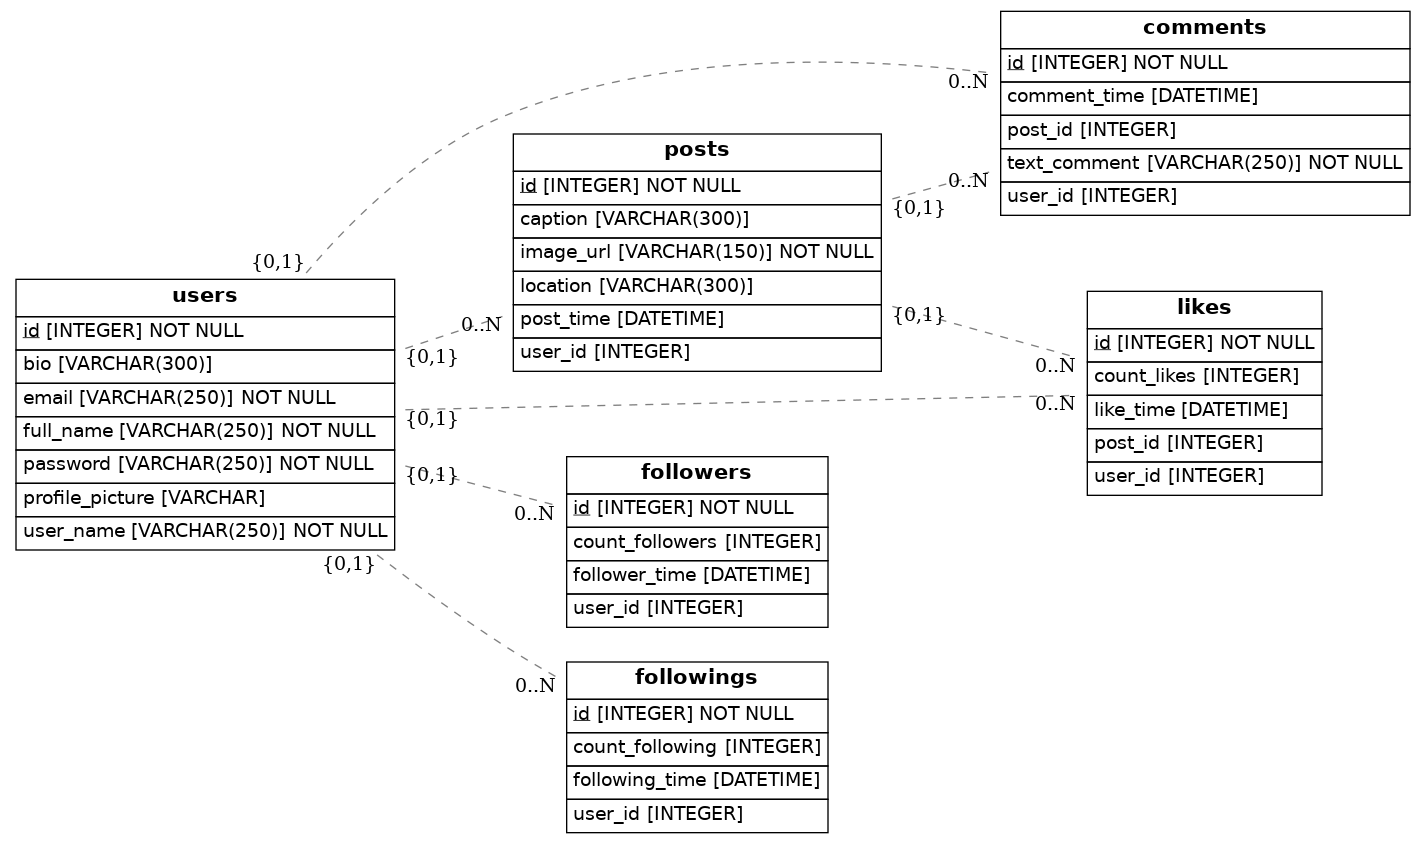 comments
id [INTEGER] NOT NULL
comment_time [DATETIME]
post_id [INTEGER]
text_comment [VARCHAR(250)] NOT NULL
user_id [INTEGER]
0..N
0..N
posts
id [INTEGER] NOT NULL
caption [VARCHAR(300)]
image_url [VARCHAR(150)] NOT NULL
location [VARCHAR(300)]
post_time [DATETIME]
user_id [INTEGER]
{0,1}
{0,1}
0..N
{0,1}
users
id [INTEGER] NOT NULL
bio [VARCHAR(300)]
email [VARCHAR(250)] NOT NULL
full_name [VARCHAR(250)] NOT NULL
password [VARCHAR(250)] NOT NULL
profile_picture [VARCHAR]
user_name [VARCHAR(250)] NOT NULL
{0,1}
{0,1}
{0,1}
{0,1}
likes
id [INTEGER] NOT NULL
count_likes [INTEGER]
like_time [DATETIME]
post_id [INTEGER]
user_id [INTEGER]
0..N
0..N
followers
id [INTEGER] NOT NULL
count_followers [INTEGER]
follower_time [DATETIME]
user_id [INTEGER]
0..N
followings
id [INTEGER] NOT NULL
count_following [INTEGER]
following_time [DATETIME]
user_id [INTEGER]
0..N